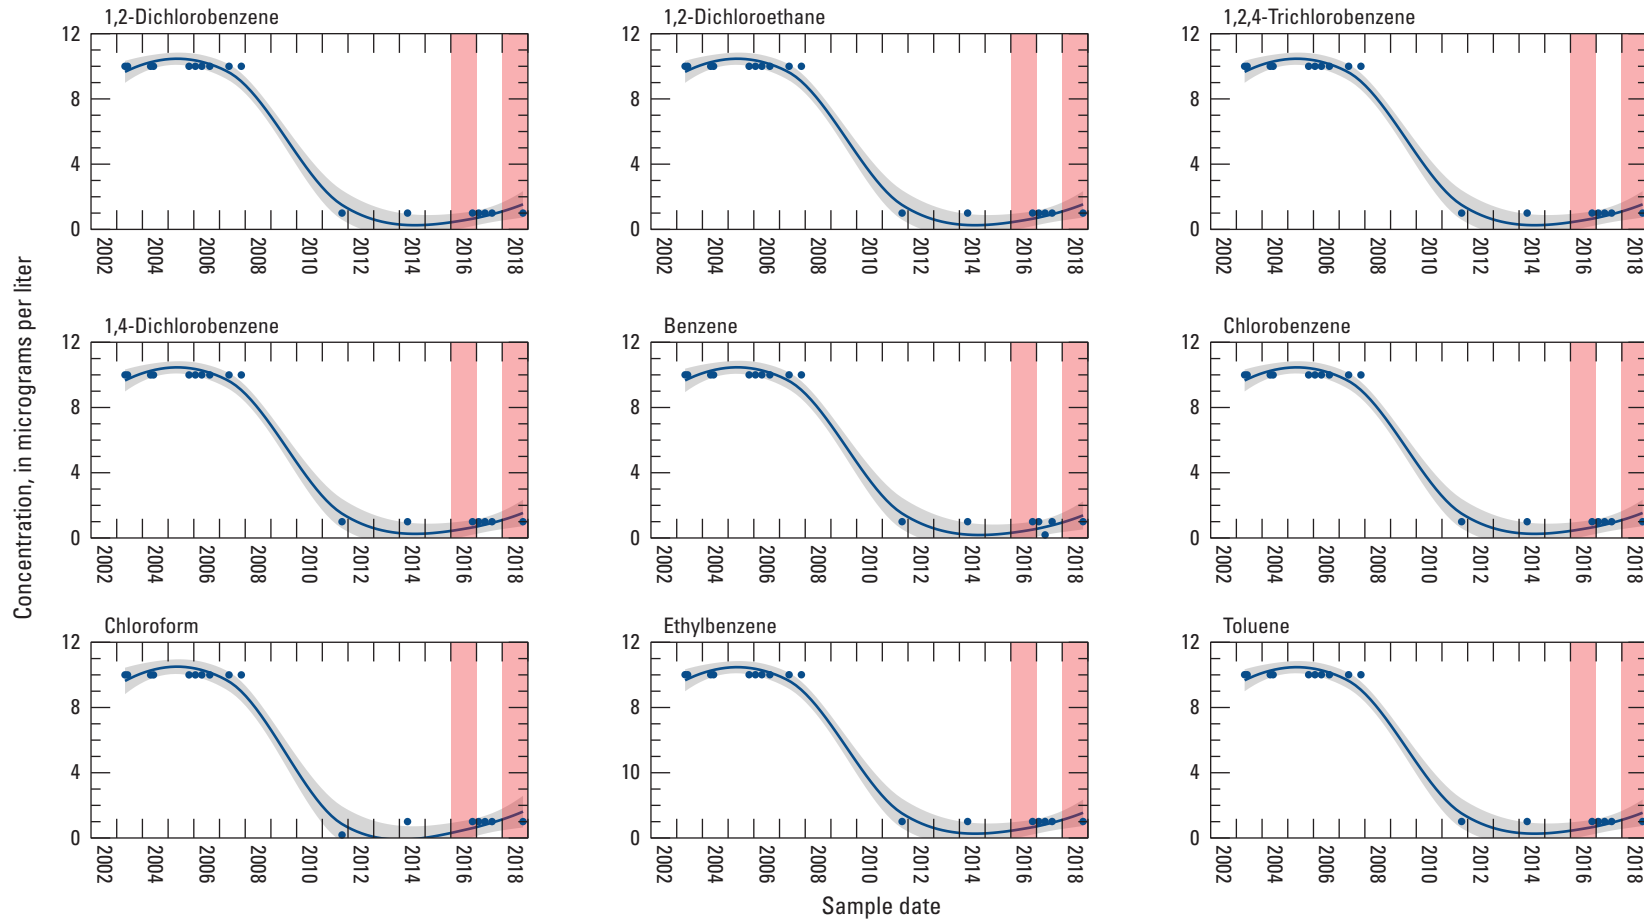 1,2-Dichlorobenzene
12
8
4
0
2002 2004 2006 2008 2010 2012 2014 2016 2018
1,2-Dichloroethane
12
8
4
0
2002 2004 2006 2008 2010 2012 2014 2016 2018
1,2,4-Trichlorobenzene
12
8
4
0
2002 2004 2006 2008 2010 2012 2014 2016 2018
Concentration, in micrograms per liter
1,4-Dichlorobenzene
12
8
4
0
2002 2004 2006 2008 2010 2012 2014 2016 2018
Benzene
12
8
4
0
2002 2004 2006 2008 2010 2012 2014 2016 2018
Chlorobenzene
12
8
4
0
2002 2004 2006 2008 2010 2012 2014 2016 2018
Chloroform
12
8
4
0
2002 2004 2006 2008 2010 2012 2014 2016 2018
Ethylbenzene
12
8
10
0
2002 2004 2006 2008 2010 2012 2014 2016 2018
Toluene
12
8
4
0
2002 2004 2006 2008 2010 2012 2014 2016 2018
Sample date